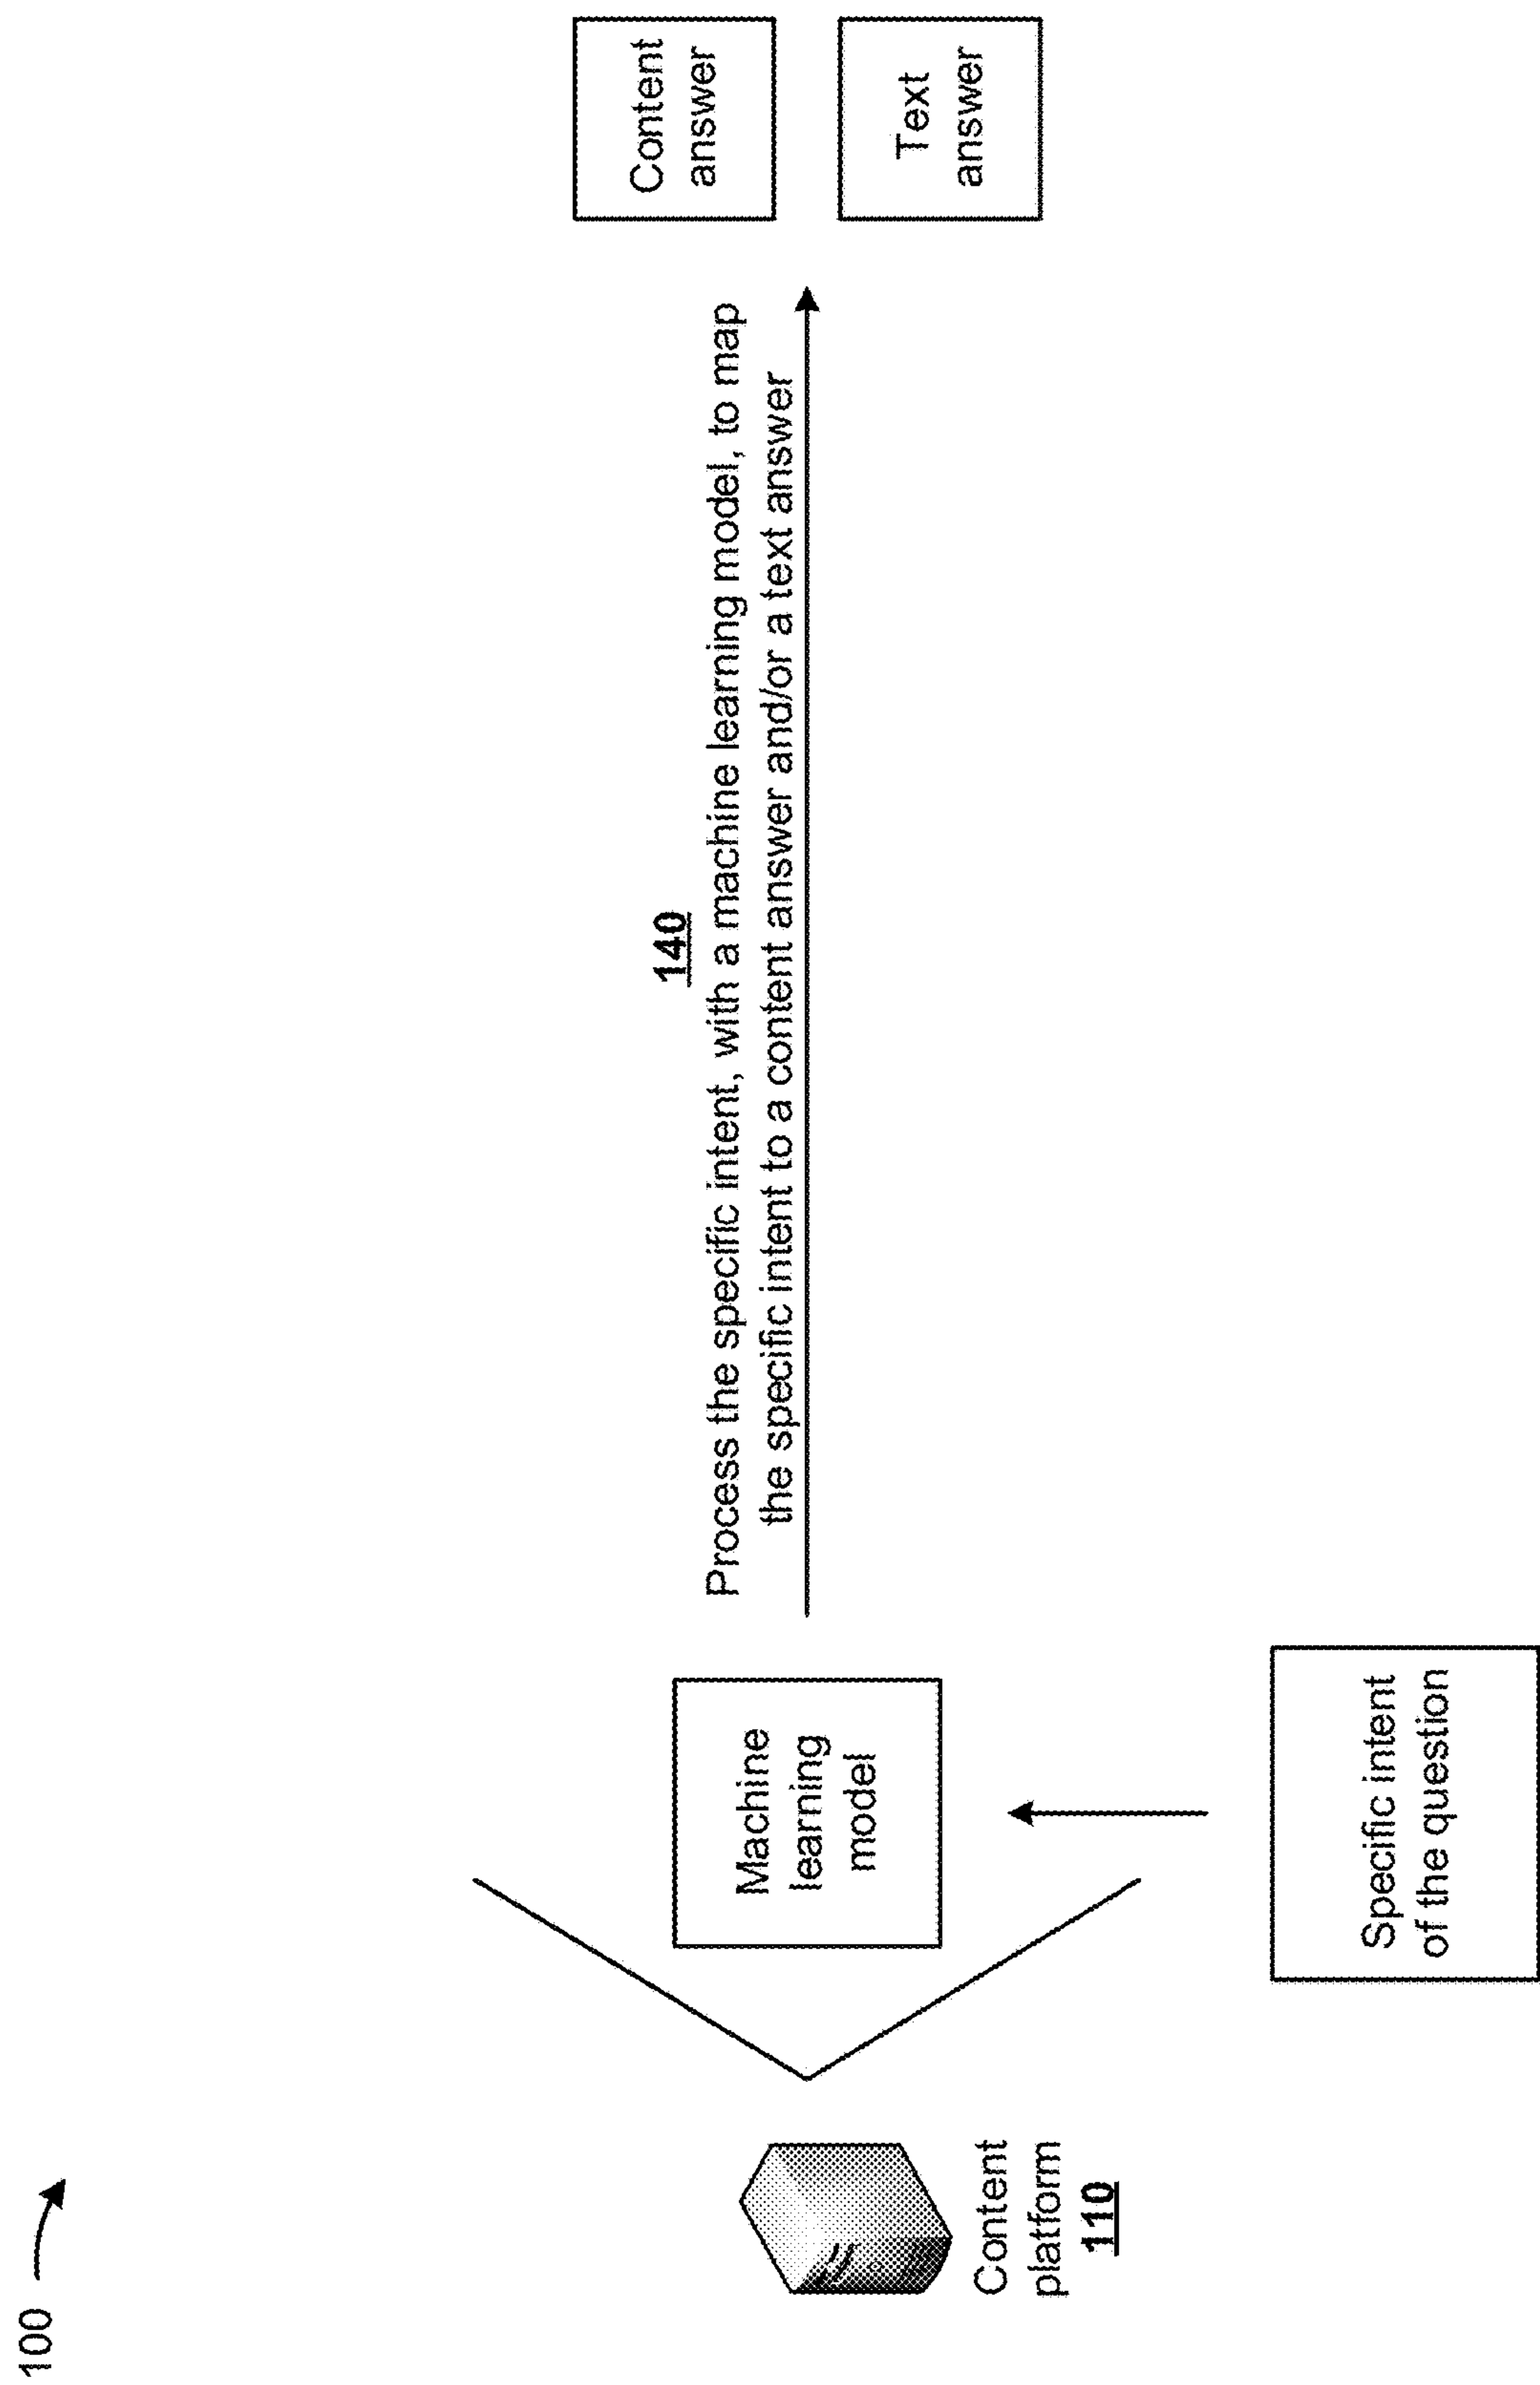 100
140
Process the specific intent, with a machine learning model, to map
the specific intent to a content answer and/or a text answer
Content
answer
Text
answer
Machine
learning
model
Content
platform
110
Specific intent
of the question